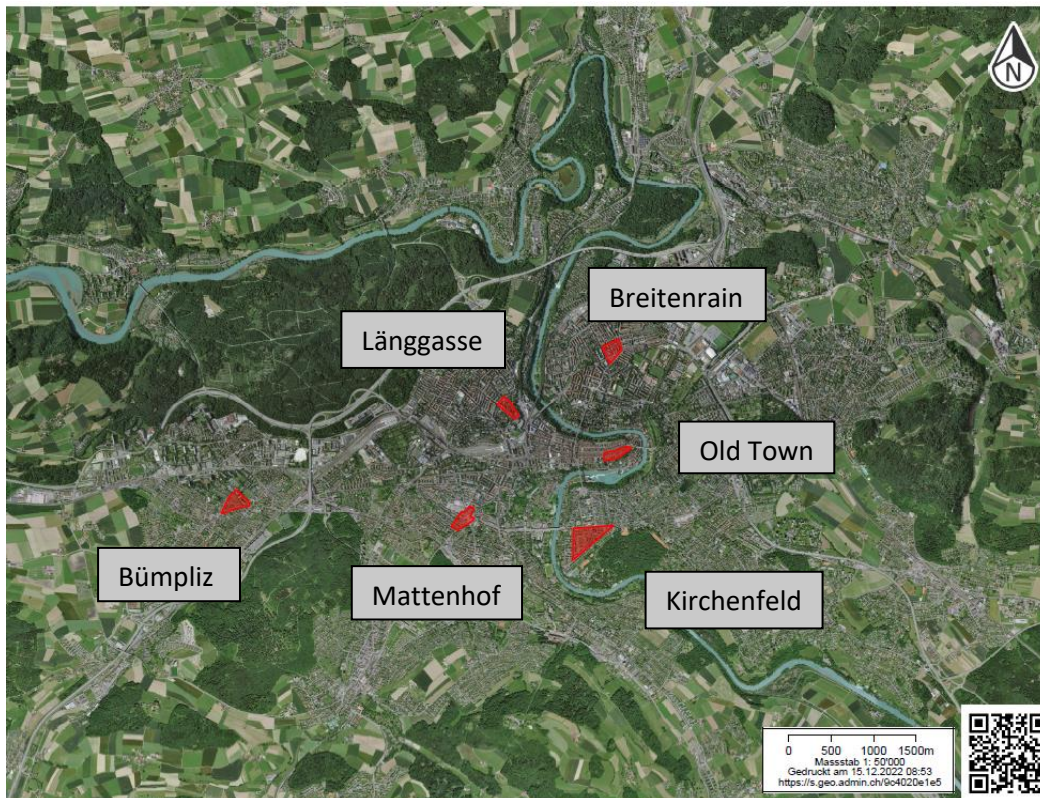 N
Breitenrain
Länggasse
Old Town
Bümpliz
Mattenhof
Kirchenfeld
0 500 1000 1500m
Massstab 1: 50'000
Gedruckt am 15.12.2022 08:53
https://s.geo.admin.ch/9c4020e1e5